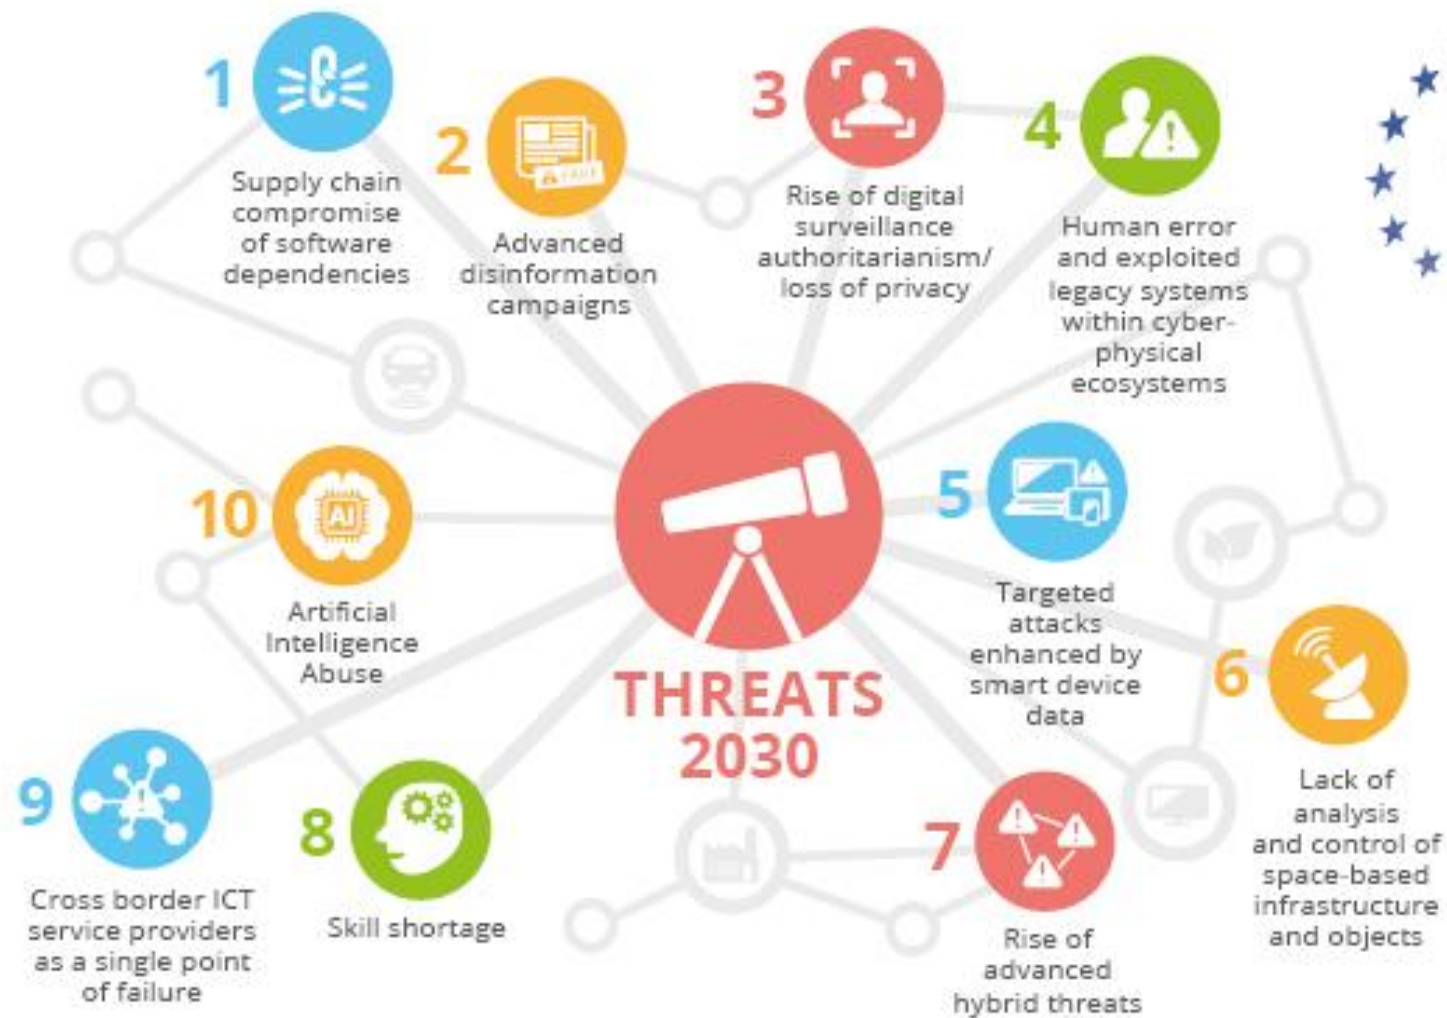 1
Supply chain
compromise
of software
dependencies
2
FAKE
Advanced
disinformation
campaigns
3
Rise of digital
surveillance
authoritarianism/
loss of privacy
4
Human error
and exploited
legacy systems
within cyber-
physical
ecosystems
5
Targeted
attacks
enhanced by
smart device
data
6
Lack of
analysis
and control of
space-based
infrastructure
and objects
7
Rise of
advanced
hybrid threats
8
Skill shortage
9
Cross border ICT
service providers
as a single point
of failure
10
AI
Artificial
Intelligence
Abuse
THREATS
2030